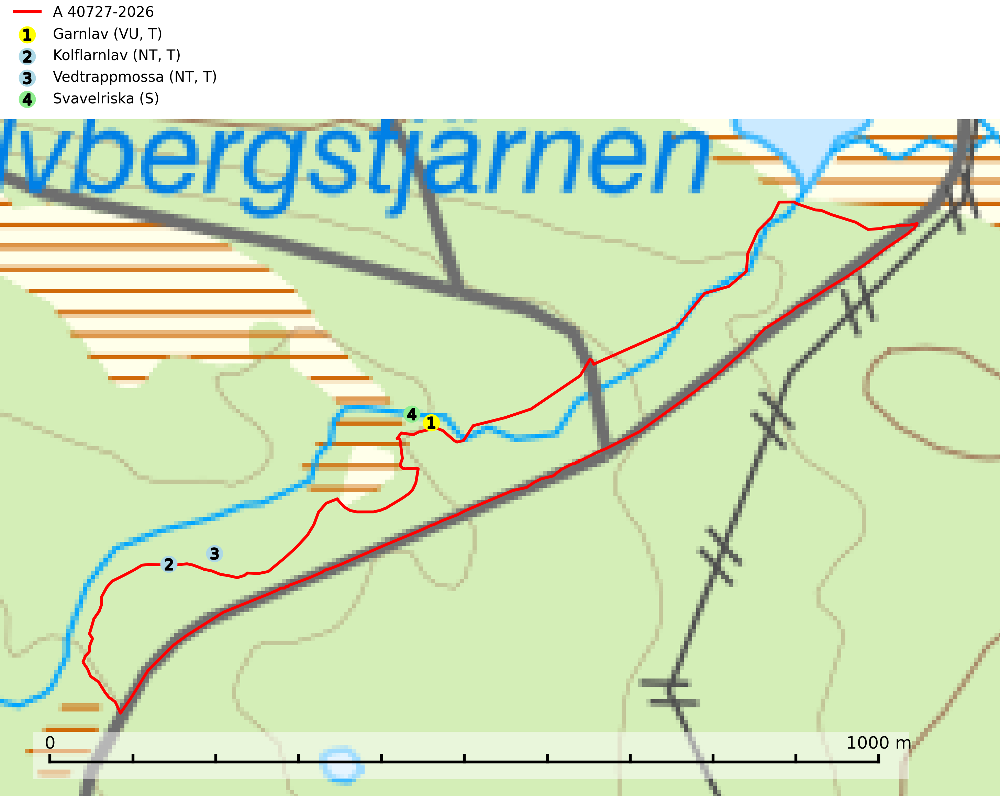 A 40727-2026
1 Garnlav (VU, T)
2 Kolflarnlav (NT, T)
3 Vedtrappmossa (NT, T)
4 Svavelriska (S)
vbergstjärnen
4
1
3
2
0 1000 m